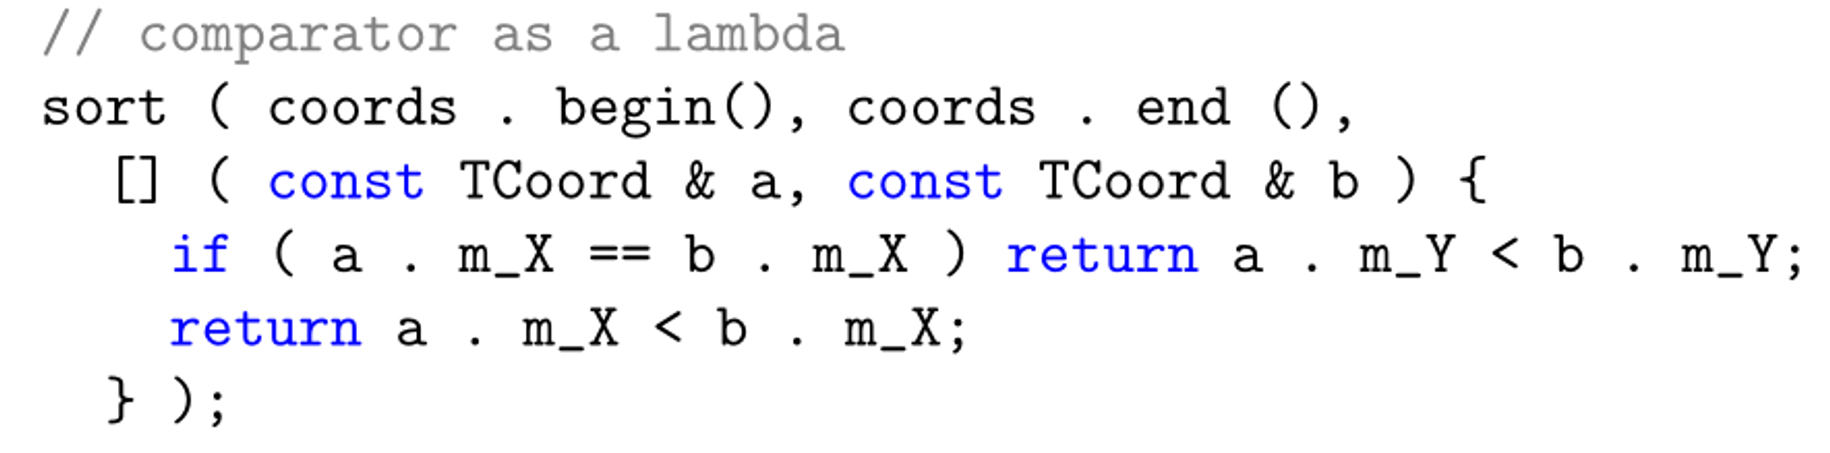 // comparator as a lambda
sort ( coords . begin(), coords . end (),
  [] ( const TCoord & a, const TCoord & b ) {
    if ( a . m_X == b . m_X ) return a . m_Y < b . m_Y;
    return a . m_X < b . m_X;
  } );